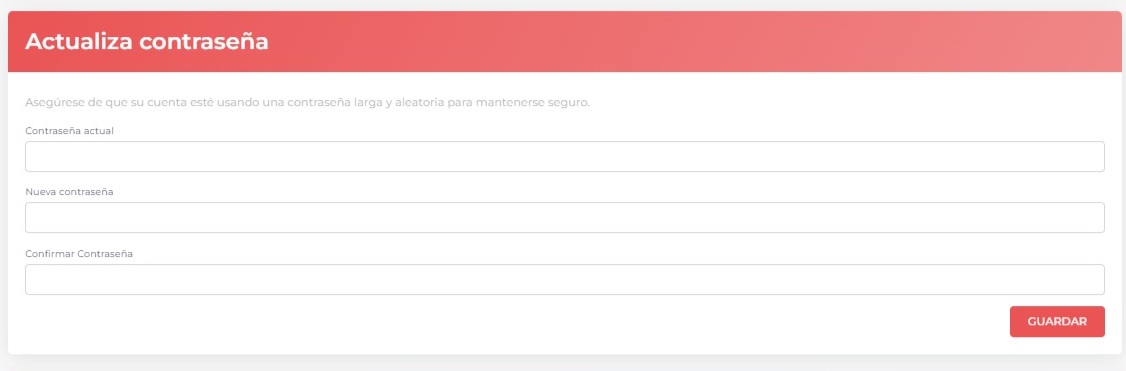 Actualiza contraseña
Asegúrese de que su cuenta esté usando una contraseña larga y aleatoria para mantenerse seguro.
Contraseña actual
Nueva contraseña
Confirmar Contraseña
GUARDAR